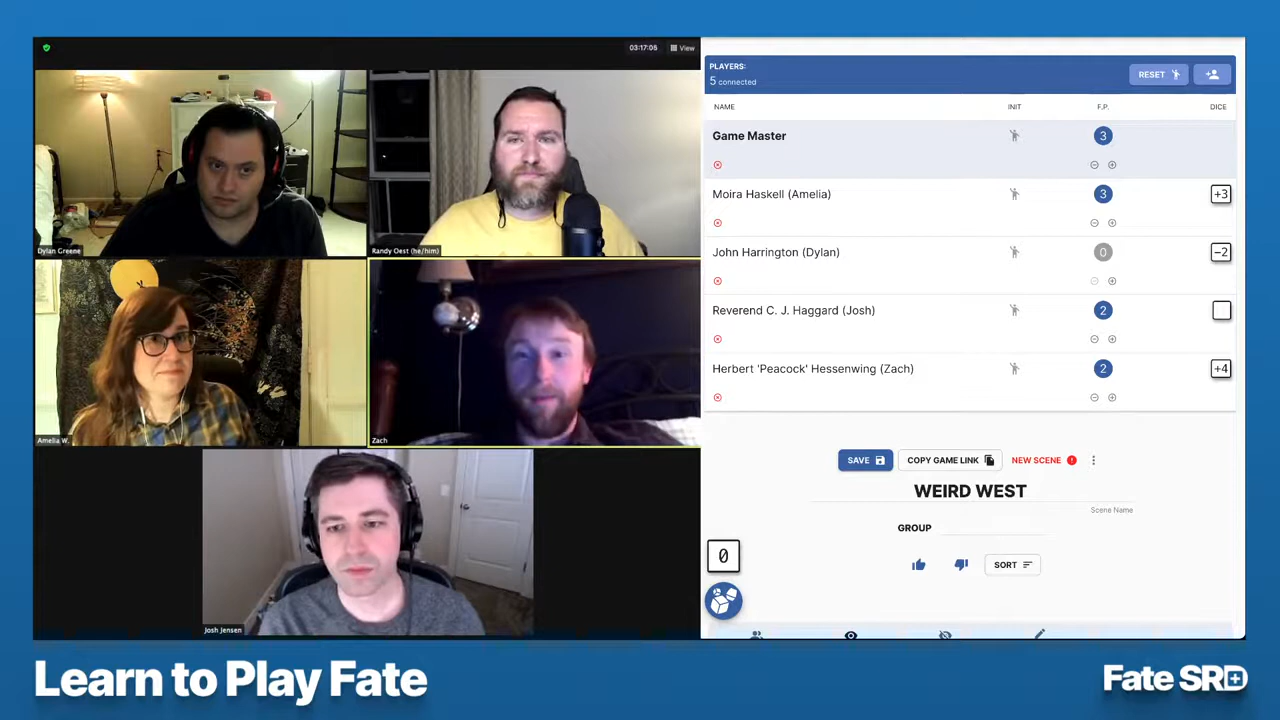 03:17:08
View
Dylan Greene
Randy Oest (he/him)
Amelia W.
Zach
Josh Jensen
PLAYERS:
5 connected
RESET
NAME INIT F.P. DICE
Game Master 3
Moira Haskell (Amelia) 3 +3
John Harrington (Dylan) 0 −2
Reverend C. J. Haggard (Josh) 2
Herbert 'Peacock' Hessenwing (Zach) 2 +4
SAVE COPY GAME LINK NEW SCENE
WEIRD WEST
Scene Name
GROUP
0
SORT
Learn to Play Fate
Fate SRD